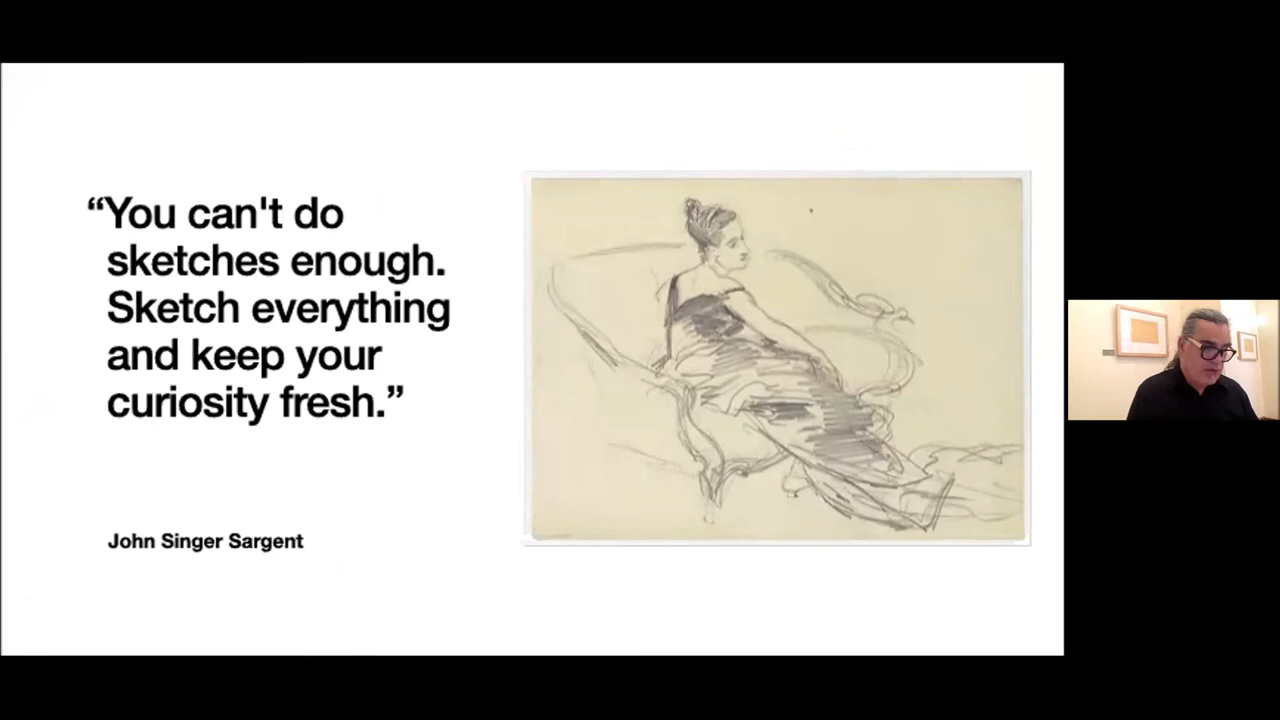 “You can't do
sketches enough.
Sketch everything
and keep your
curiosity fresh.”
John Singer Sargent